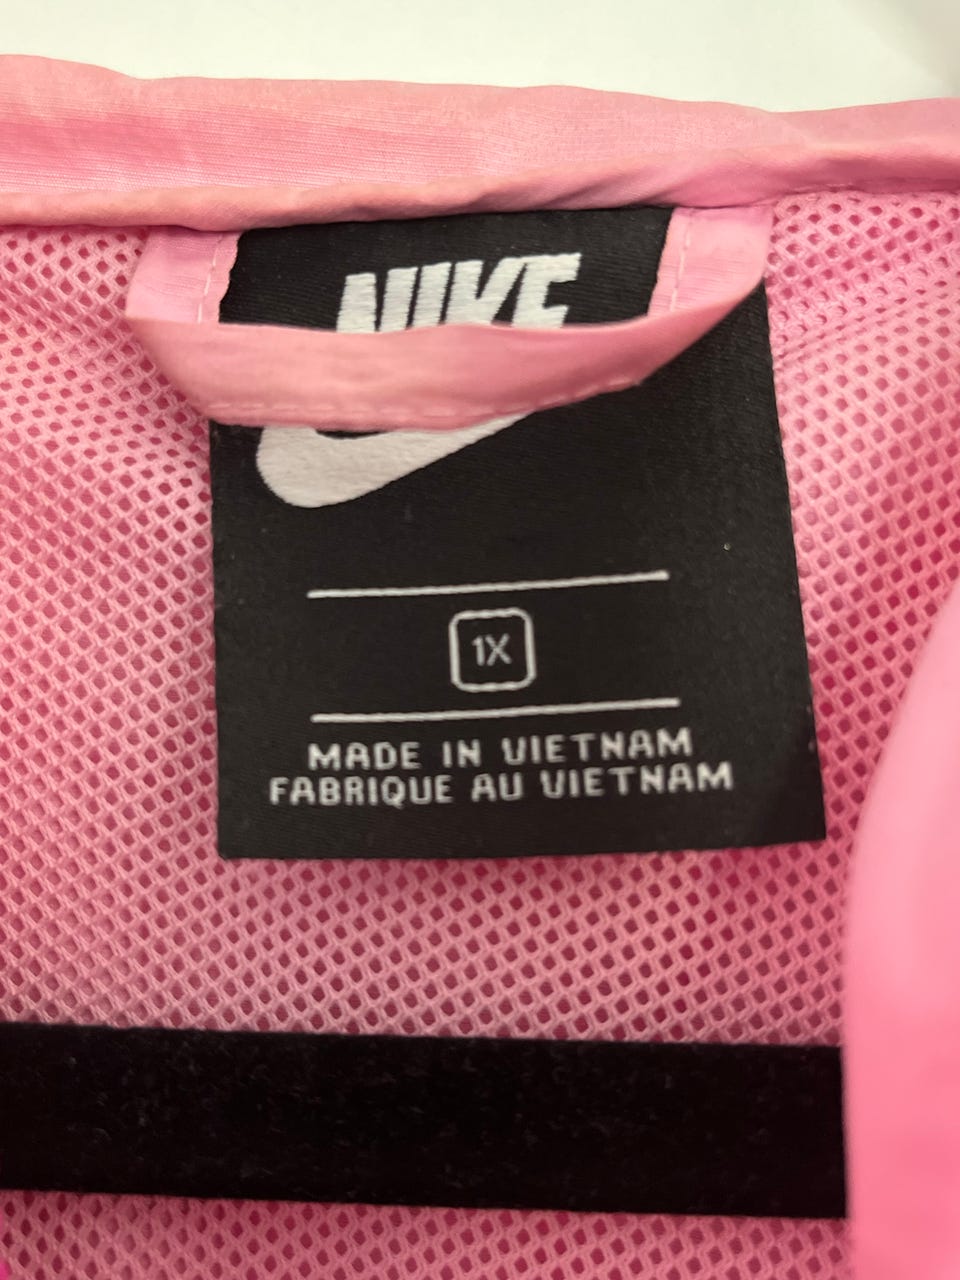 NIKE
1X
MADE IN VIETNAM
FABRIQUE AU VIETNAM